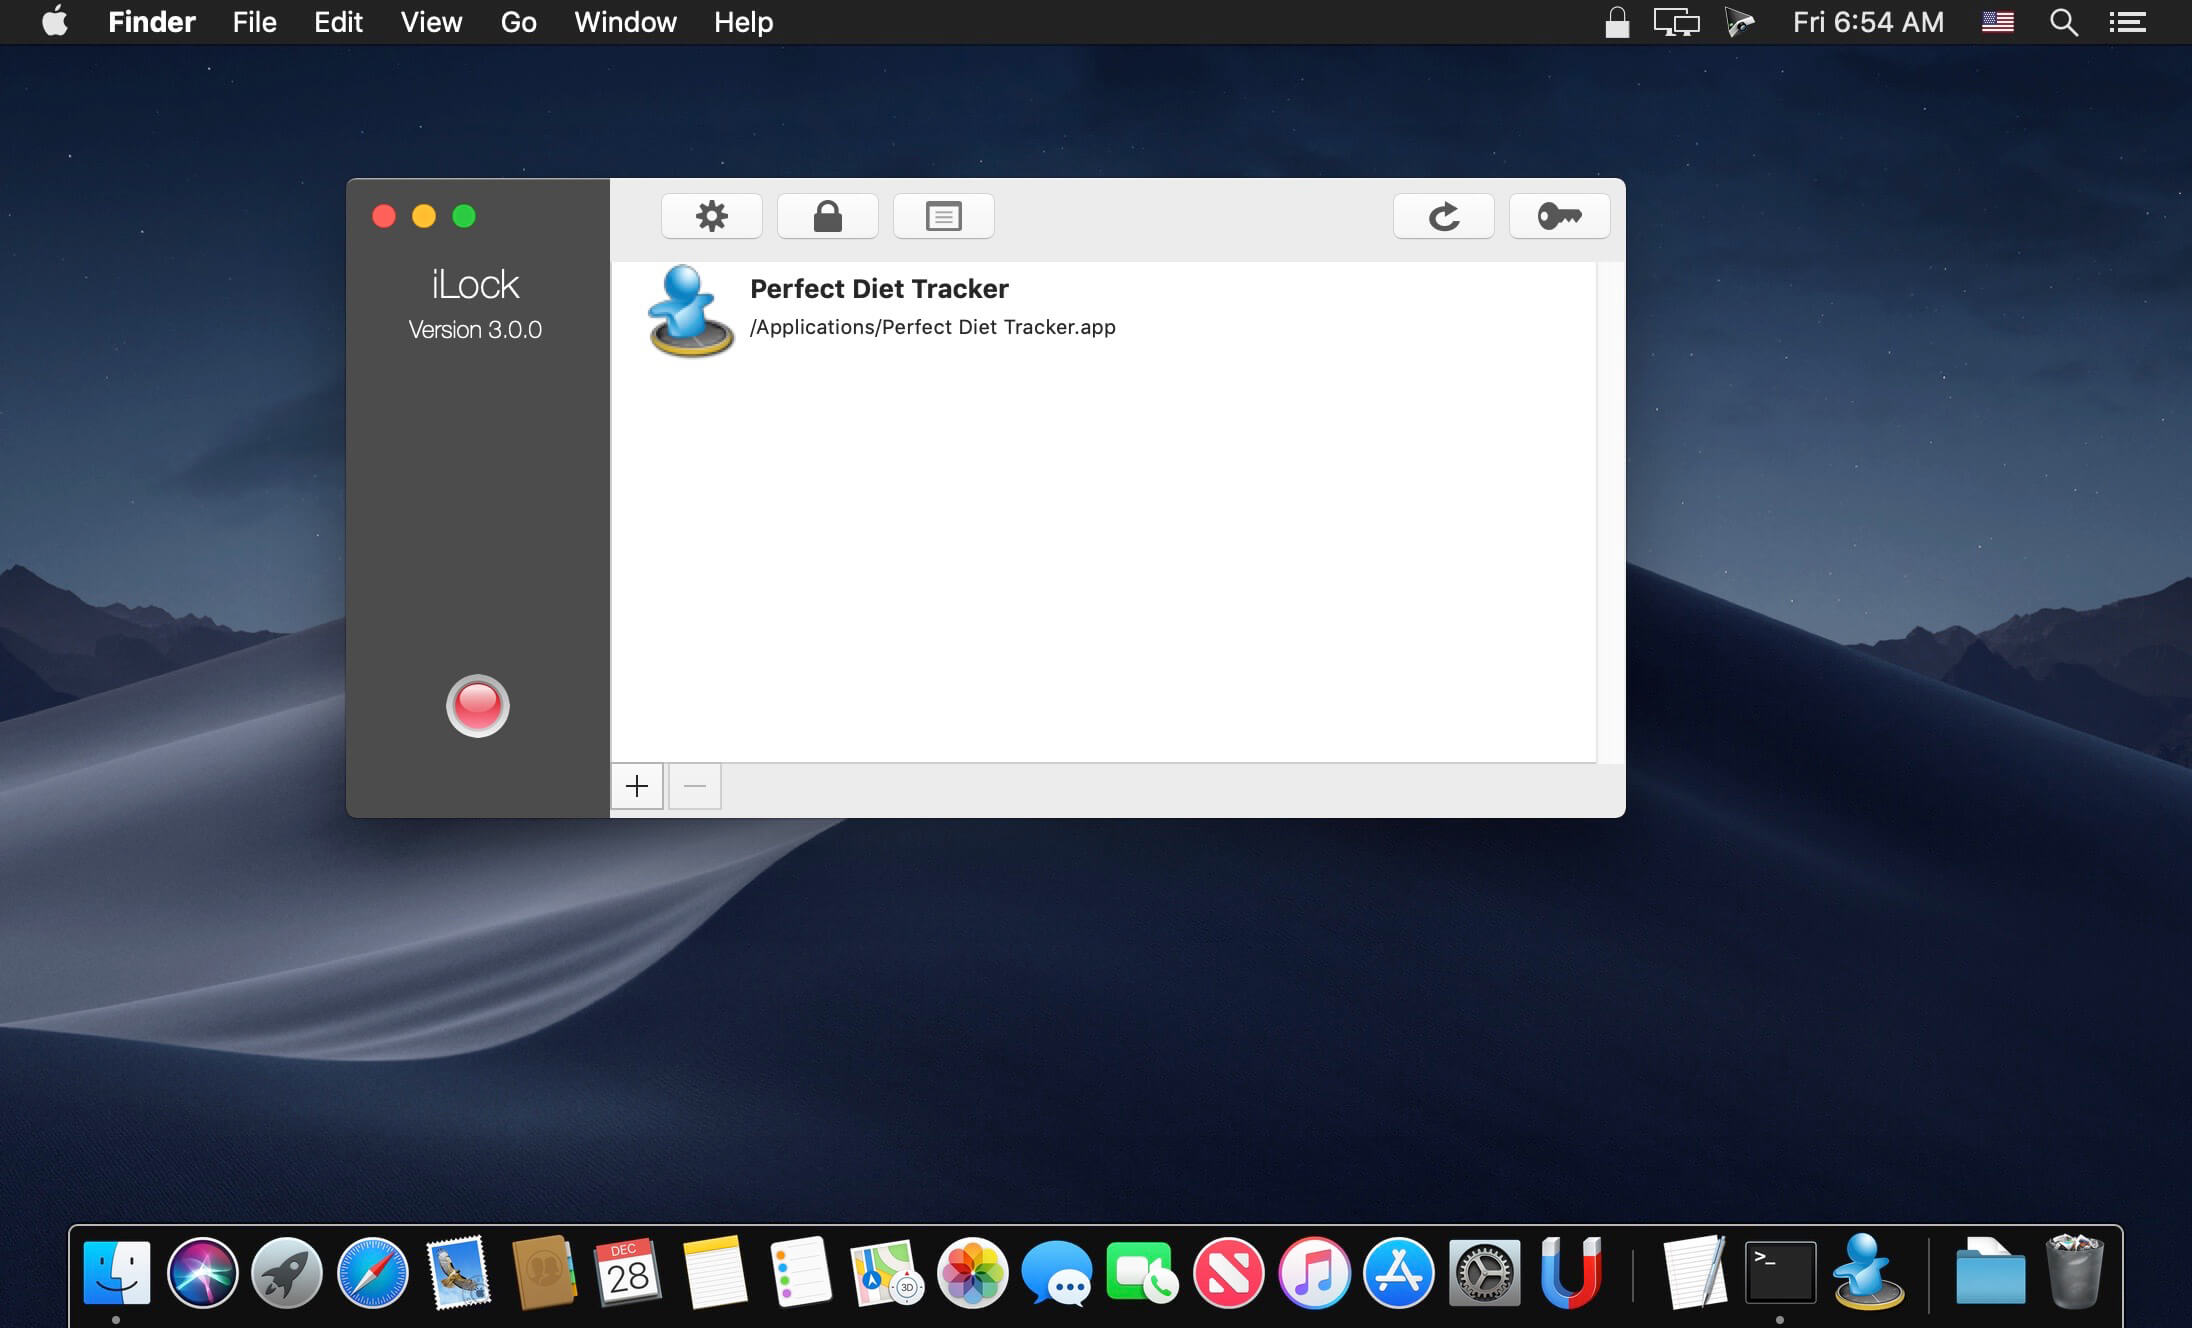 Finder File Edit View Go Window Help Fri 6:54 AM
iLock
Version 3.0.0
Perfect Diet Tracker
/Applications/Perfect Diet Tracker.app
DEC
28
3D
>_